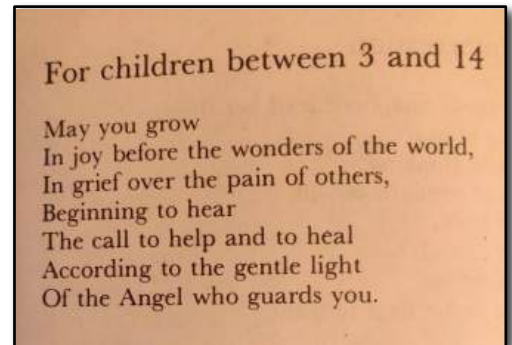 For children between 3 and 14
May you grow
In joy before the wonders of the world,
In grief over the pain of others,
Beginning to hear
The call to help and to heal
According to the gentle light
Of the Angel who guards you.